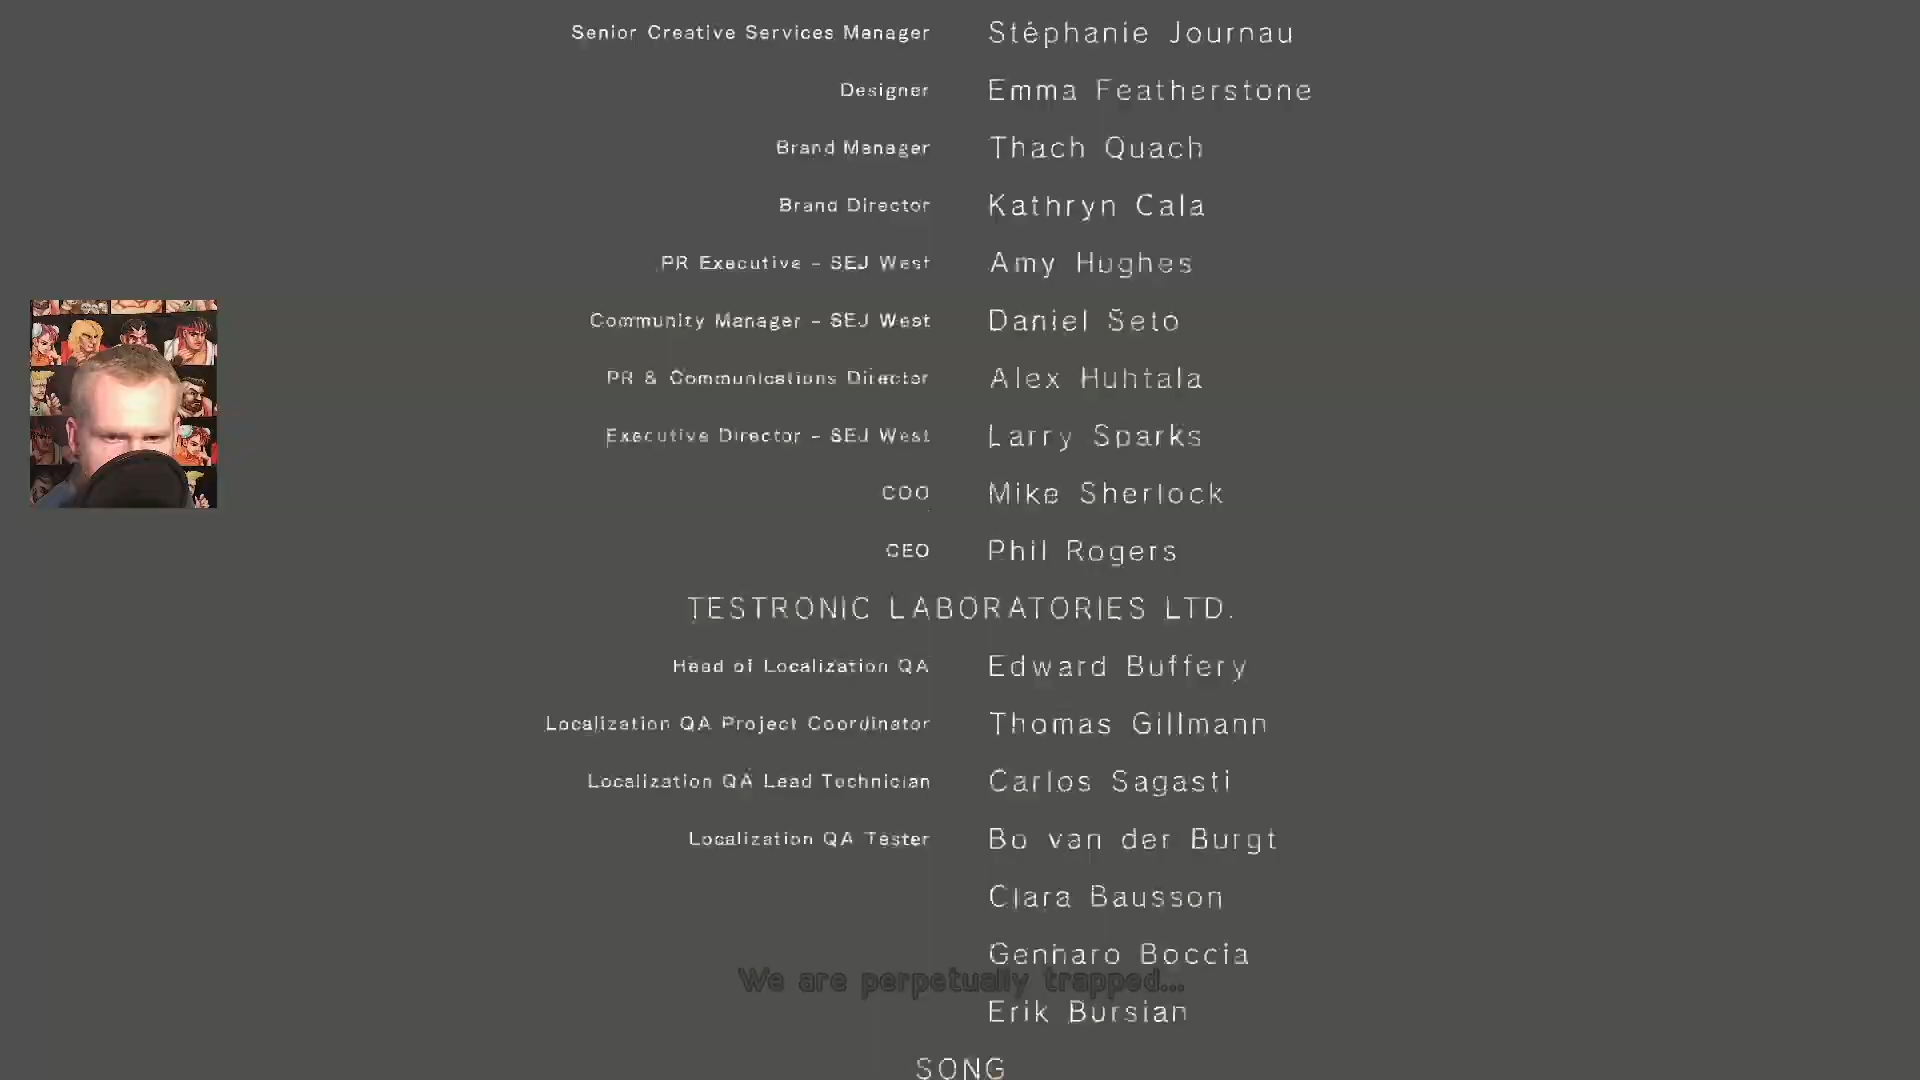 Senior Creative Services Manager Stéphanie Journau
Designer Emma Featherstone
Brand Manager Thach Quach
Brand Director Kathryn Cala
PR Executive - SEJ West Amy Hughes
Community Manager - SEJ West Daniel Seto
PR & Communications Director Alex Huhtala
Executive Director - SEJ West Larry Sparks
COO Mike Sherlock
CEO Phil Rogers
TESTRONIC LABORATORIES LTD.
Head of Localization QA Edward Buffery
Localization QA Project Coordinator Thomas Gillmann
Localization QA Lead Technician Carlos Sagasti
Localization QA Tester Bo van der Burgt
Clara Bausson
Gennaro Boccia
We are perpetually trapped...
Erik Bursian
SONG